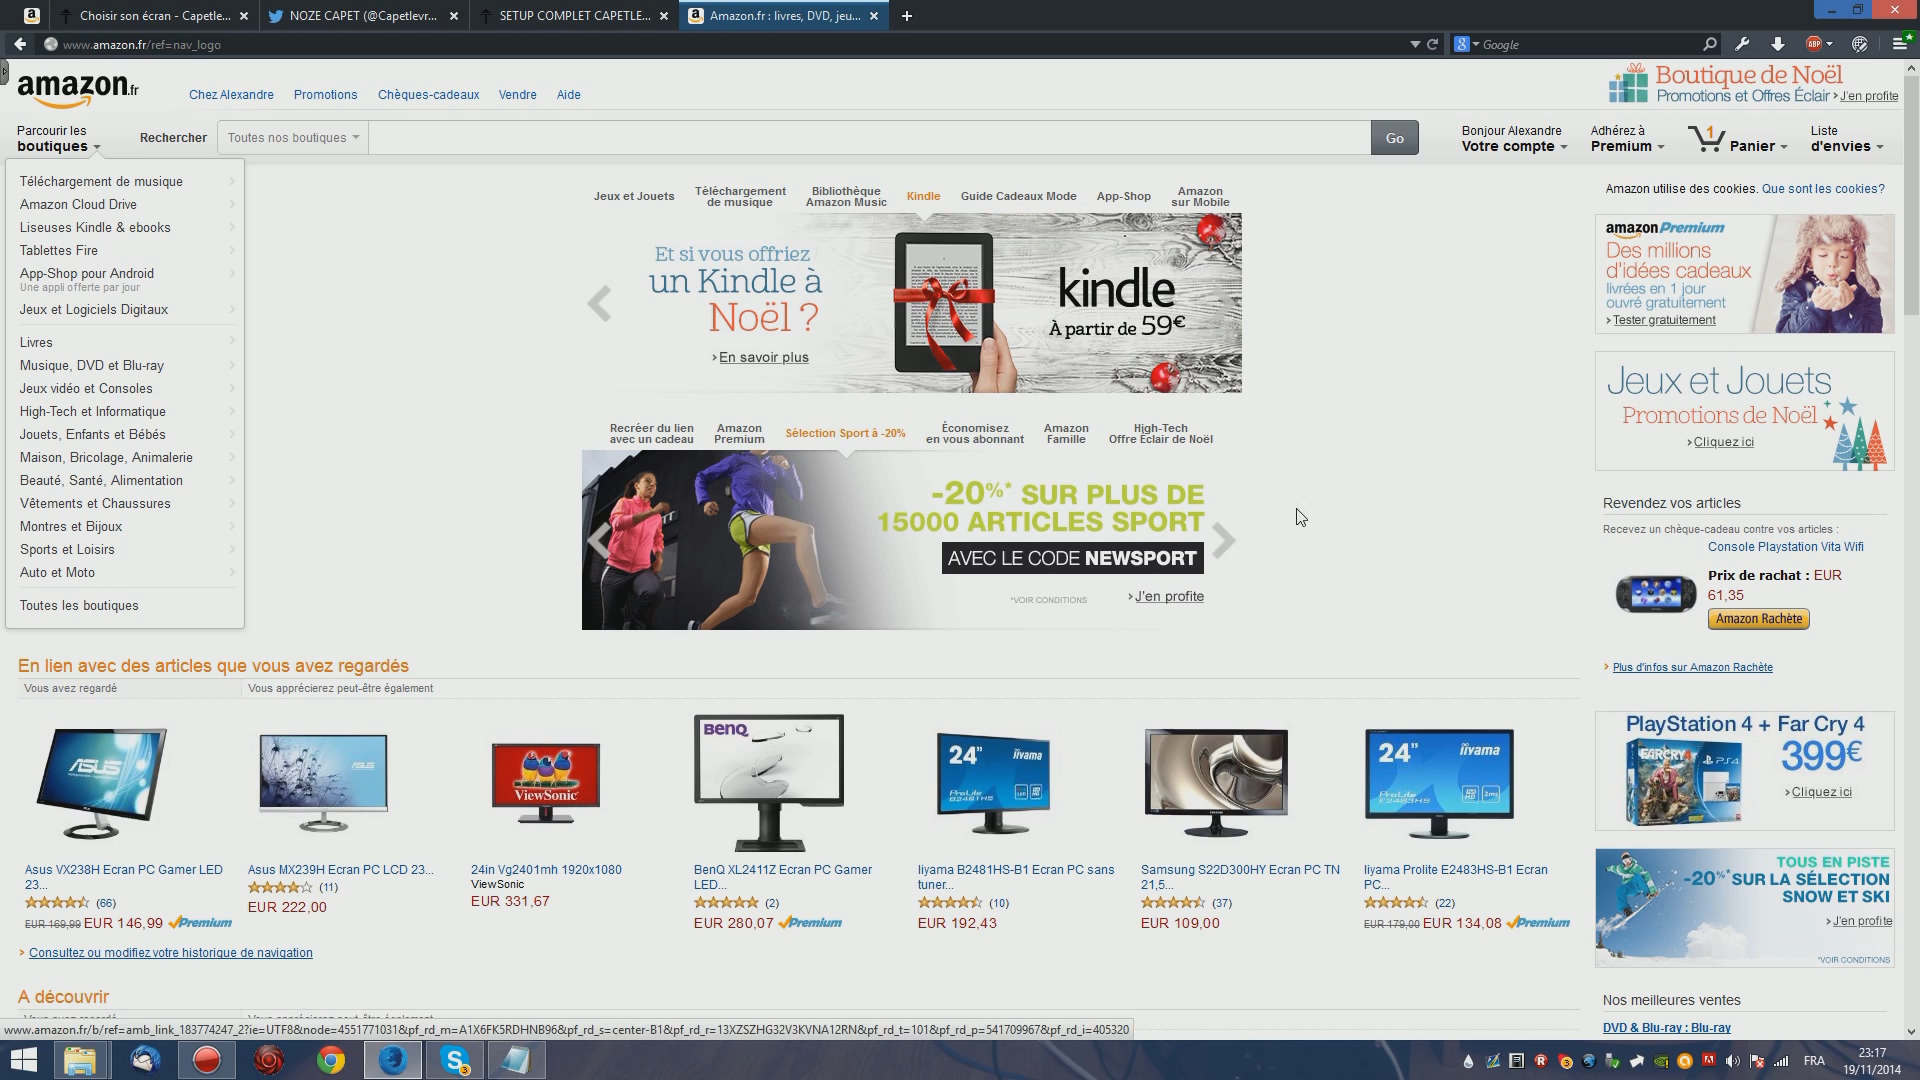 Choisir son écran - Capetle...
NOZE CAPET (@Capetlevr...
SETUP COMPLET CAPETLE...
Amazon.fr : livres, DVD, jeu...
www.amazon.fr/ref=nav_logo
Google
amazon.fr
Chez Alexandre
Promotions
Chèques-cadeaux
Vendre
Aide
Boutique de Noël
Promotions et Offres Éclair
J'en profite
Parcourir les
boutiques
Rechercher
Toutes nos boutiques
Go
Bonjour Alexandre
Votre compte
Adhérez à
Premium
1
Panier
Liste
d'envies
Téléchargement de musique
Amazon Cloud Drive
Liseuses Kindle & ebooks
Tablettes Fire
App-Shop pour Android
Une appli offerte par jour
Jeux et Logiciels Digitaux
Livres
Musique, DVD et Blu-ray
Jeux vidéo et Consoles
High-Tech et Informatique
Jouets, Enfants et Bébés
Maison, Bricolage, Animalerie
Beauté, Santé, Alimentation
Vêtements et Chaussures
Montres et Bijoux
Sports et Loisirs
Auto et Moto
Toutes les boutiques
Jeux et Jouets
Téléchargement
de musique
Bibliothèque
Amazon Music
Kindle
Guide Cadeaux Mode
App-Shop
Amazon
sur Mobile
Et si vous offriez
un Kindle à
Noël ?
En savoir plus
kindle
À partir de 59€
Recréer du lien
avec un cadeau
Amazon
Premium
Sélection Sport à -20%
Économisez
en vous abonnant
Amazon
Famille
High-Tech
Offre Éclair de Noël
-20%* SUR PLUS DE
15000 ARTICLES SPORT
AVEC LE CODE NEWSPORT
*VOIR CONDITIONS
J'en profite
Amazon utilise des cookies. Que sont les cookies?
amazonPremium
Des millions
d'idées cadeaux
livrées en 1 jour
ouvré gratuitement
Tester gratuitement
Jeux et Jouets
Promotions de Noël
Cliquez ici
Revendez vos articles
Recevez un chèque-cadeau contre vos articles :
Console Playstation Vita Wifi
Prix de rachat : EUR
61,35
Amazon Rachète
Plus d'infos sur Amazon Rachète
PlayStation 4 + Far Cry 4
399€
FARCRY4
PS4
Cliquez ici
TOUS EN PISTE
-20%* SUR LA SÉLECTION
SNOW ET SKI
J'en profite
*VOIR CONDITIONS
Nos meilleures ventes
DVD & Blu-ray : Blu-ray
En lien avec des articles que vous avez regardés
Vous avez regardé
Vous apprécierez peut-être également
ASUS
ASUS
ViewSonic
BenQ
24" iiyama
ProLite
B2481HS
24" iiyama
ProLite
E2483HS
Asus VX238H Ecran PC Gamer LED
23...
(66)
EUR 169,99 EUR 146,99 Premium
Asus MX239H Ecran PC LCD 23...
(11)
EUR 222,00
24in Vg2401mh 1920x1080
ViewSonic
EUR 331,67
BenQ XL2411Z Ecran PC Gamer
LED...
(2)
EUR 280,07 Premium
Iiyama B2481HS-B1 Ecran PC sans
tuner...
(10)
EUR 192,43
Samsung S22D300HY Ecran PC TN
21,5...
(37)
EUR 109,00
Iiyama Prolite E2483HS-B1 Ecran
PC...
(22)
EUR 179,00 EUR 134,08 Premium
Consultez ou modifiez votre historique de navigation
A découvrir
www.amazon.fr/b/ref=amb_link_183774247_2?ie=UTF8&node=4551771031&pf_rd_m=A1X6FK5RDHNB96&pf_rd_s=center-B1&pf_rd_r=13XZSZHG32V3KVNA12RN&pf_rd_t=101&pf_rd_p=541709967&pf_rd_i=405320
FRA
23:17
19/11/2014